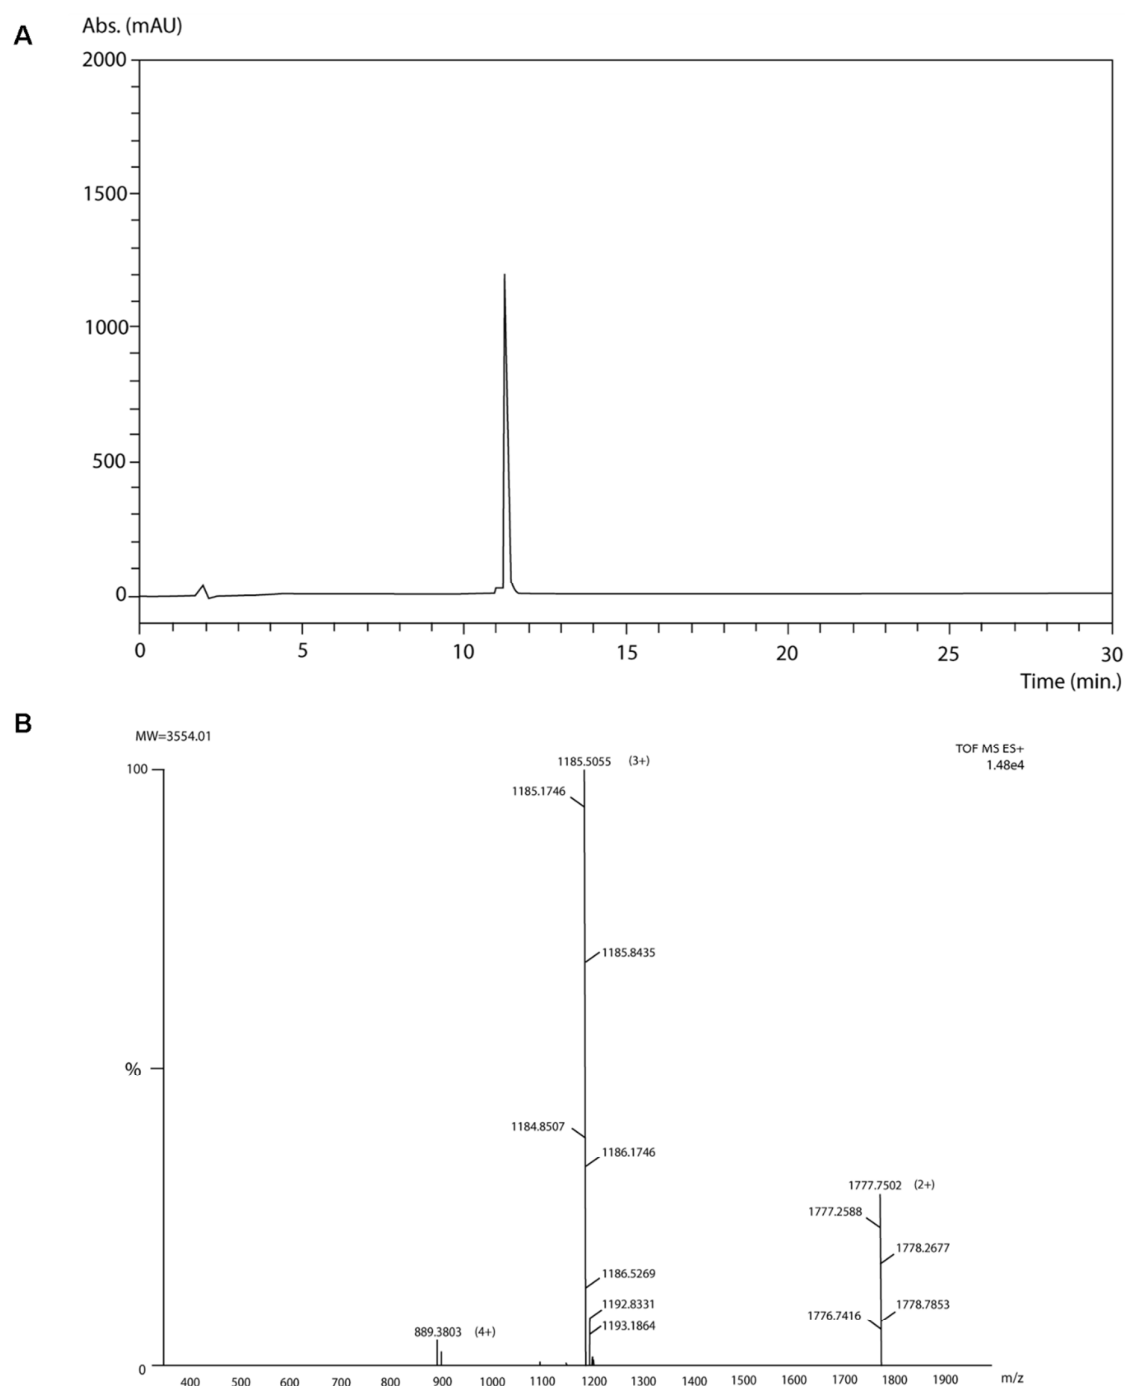 A
Abs. (mAU)
2000
1500
1000
500
0
0 5 10 15 20 25 30
Time (min.)
B
MW=3554.01
TOF MS ES+
1.48e4
100
1185.5055 (3+)
1185.1746
1185.8435
%
1184.8507
1186.1746
1777.7502 (2+)
1777.2588
1778.2677
1186.5269
1192.8331
1778.7853
1776.7416
1193.1864
889.3803 (4+)
0
400 500 600 700 800 900 1000 1100 1200 1300 1400 1500 1600 1700 1800 1900 m/z